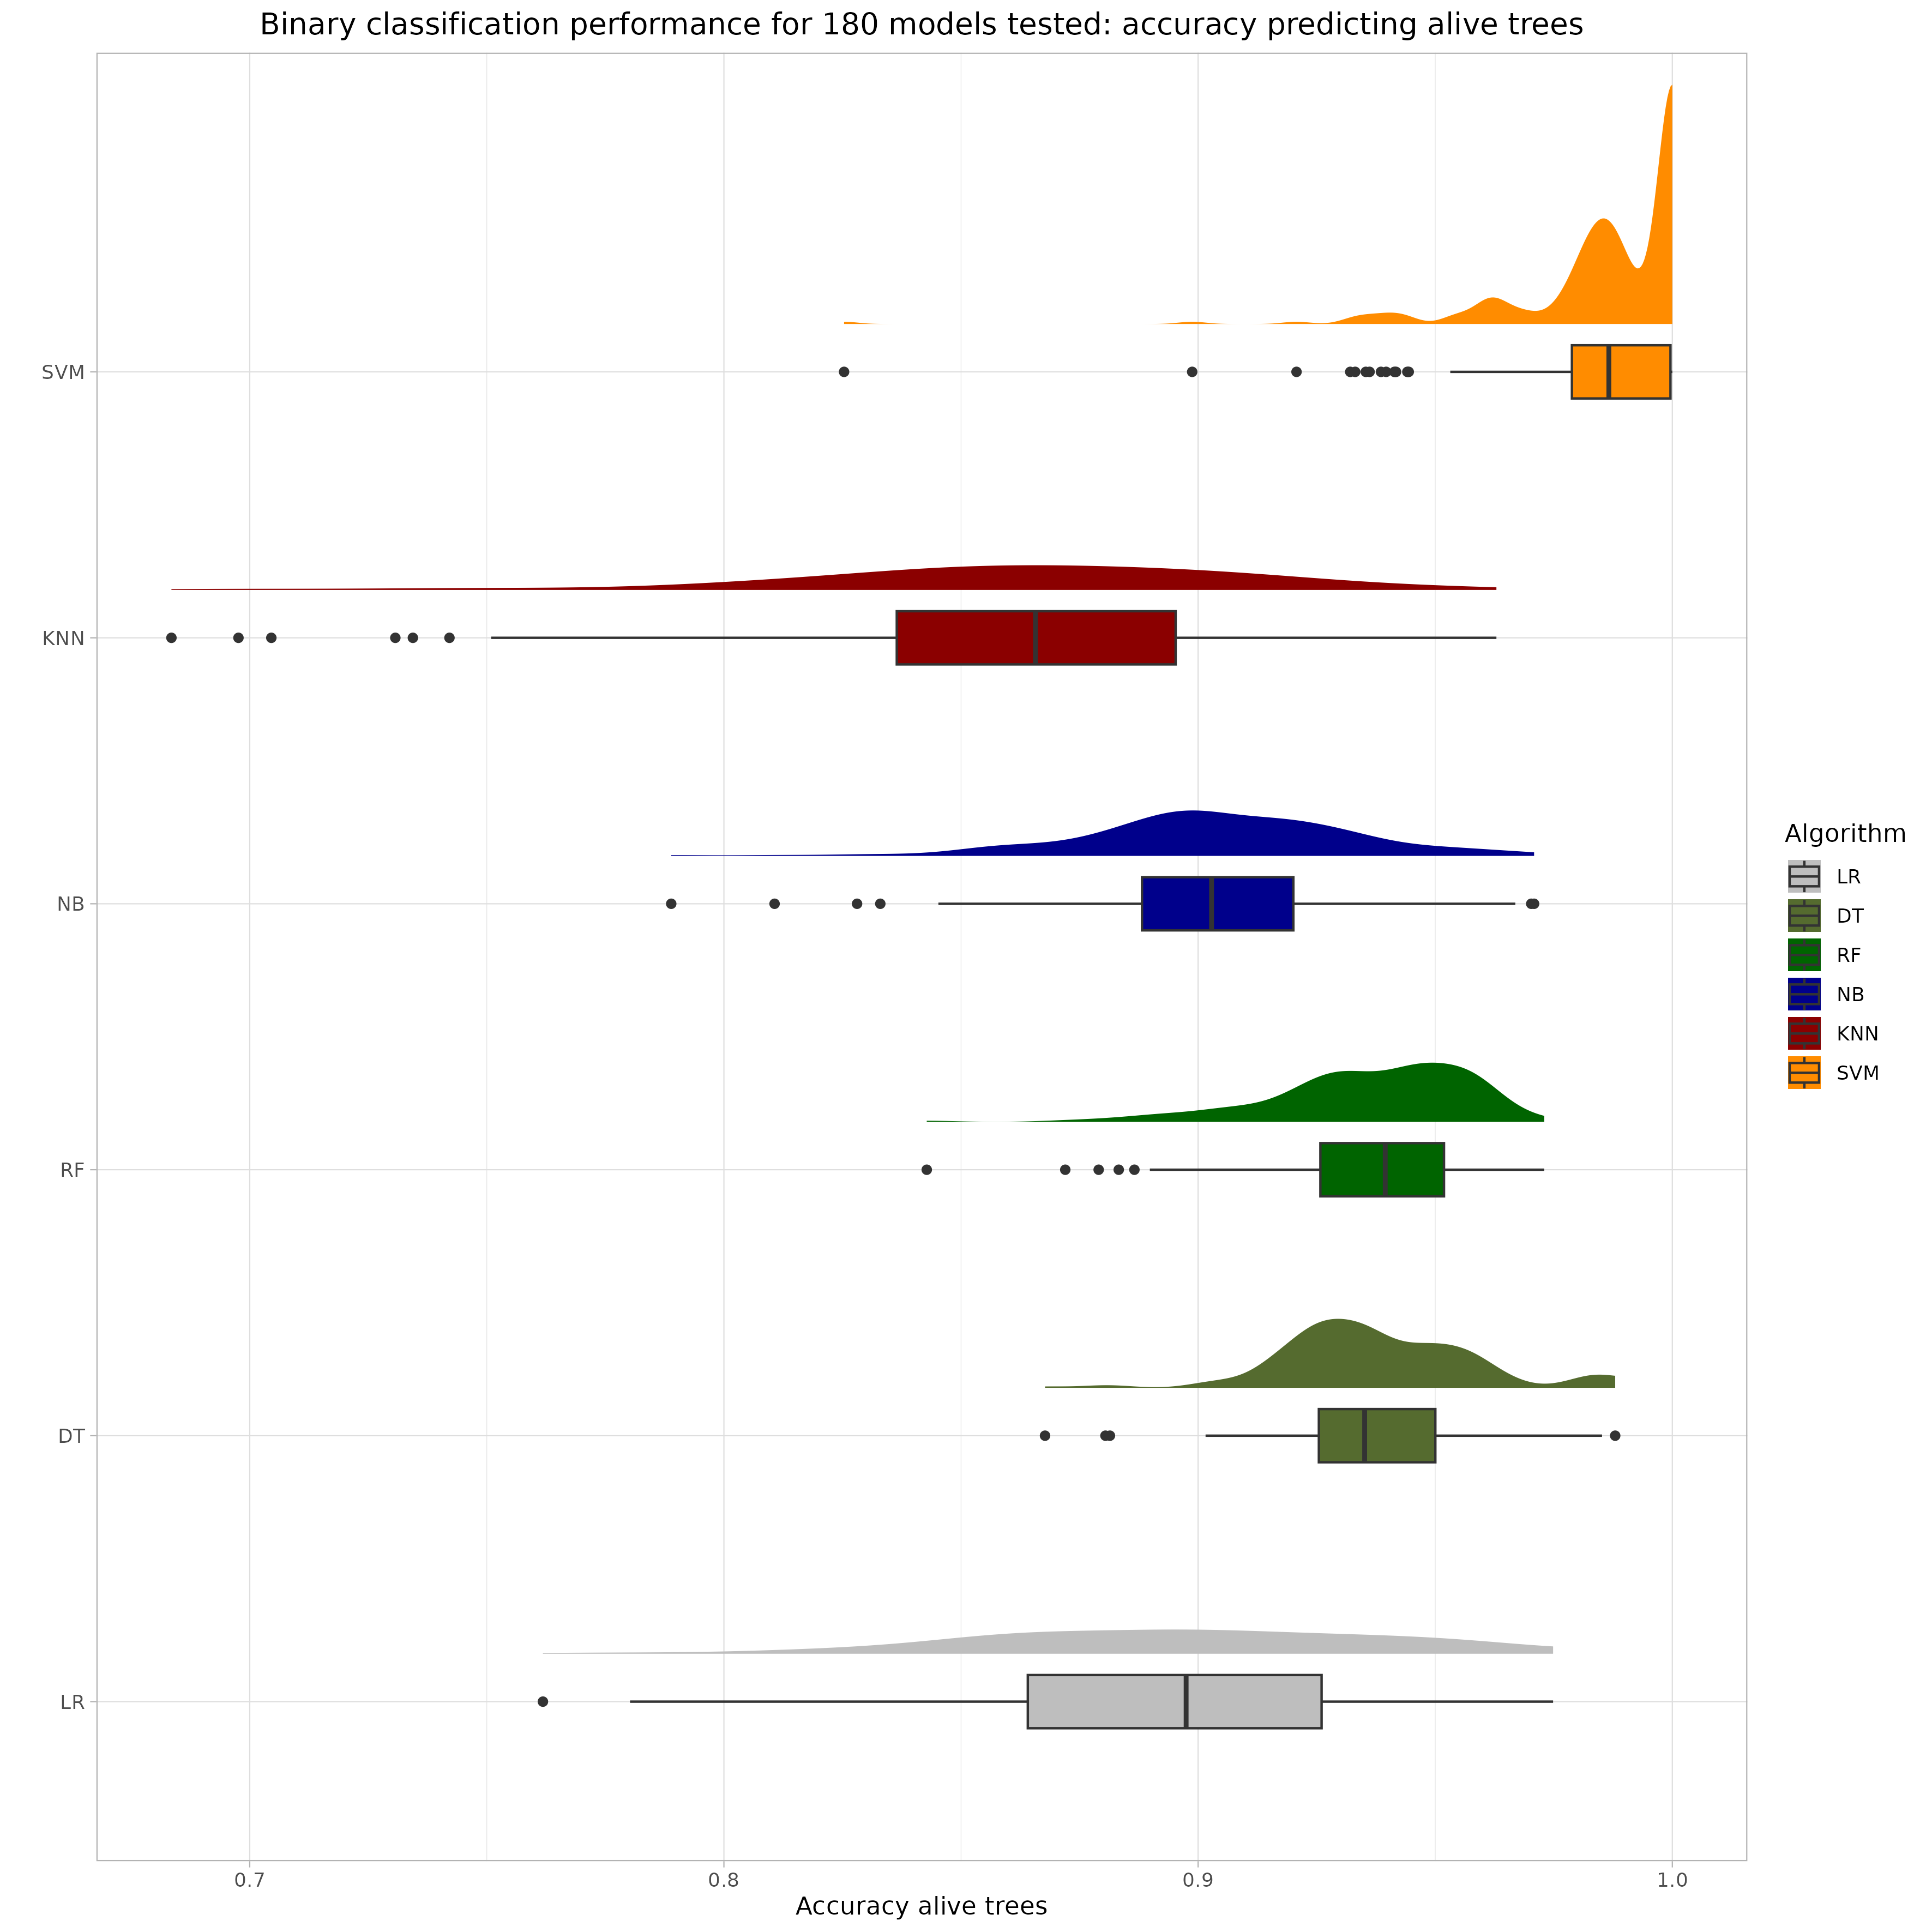 Binary classification performance for 180 models tested: accuracy predicting alive trees
SVM
KNN
NB
RF
DT
LR
0.7 0.8 0.9 1.0
Accuracy alive trees
Algorithm
LR
DT
RF
NB
KNN
SVM